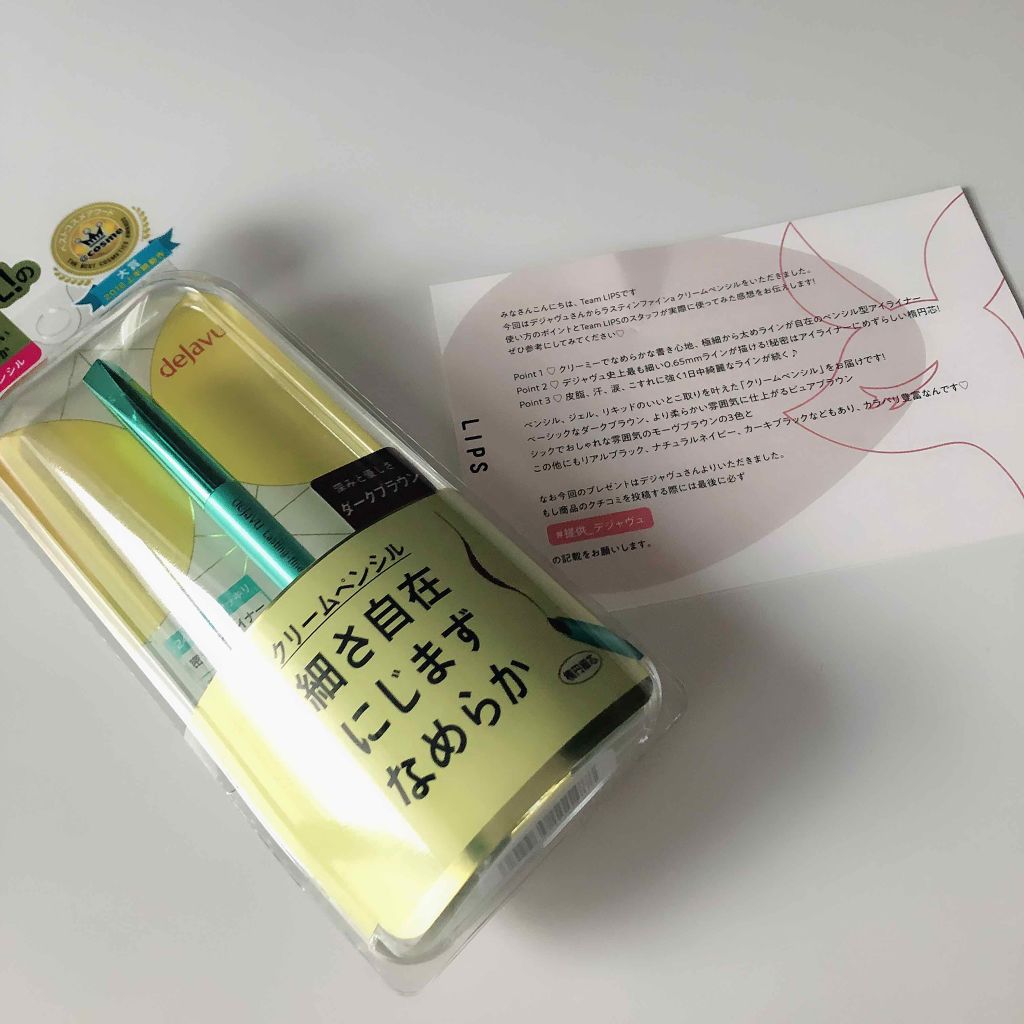 L!の
ンシル
ベストコスメアワード
@cosme
THE BEST COSMETICS AWARD
大賞
2018 上半期新作
dejavu
深みと優しさ
ダークブラウン
DEJAVU
クリームペンシル
細さ自在
にじまず
なめらか
楕円極芯
LIPS
みなさんこんにちは、Team LIPSです
今回はデジャヴュさんからラスティンファインa クリームペンシルをいただきました。
使い方のポイントとTeam LIPSのスタッフが実際に使ってみた感想をお伝えします!
ぜひ参考にしてみてください♡
Point 1 ♡ クリーミーでなめらかな書き心地、極細から太めラインが自在のペンシル型アイライナー
Point 2 ♡ デジャヴュ史上最も細い0.65mmラインが描ける!秘密はアイライナーにめずらしい楕円芯!
Point 3 ♡ 皮脂、汗、涙、こすれに強く1日中綺麗なラインが続く♪
ペンシル、ジェル、リキッドのいいとこ取りを叶えた「クリームペンシル」をお届けです!
ベーシックなダークブラウン、より柔らかい雰囲気に仕上がるピュアブラウン
シックでおしゃれな雰囲気のモーヴブラウンの3色と
この他にもリアルブラック、ナチュラルネイビー、カーキブラックなどもあり、カラバリ豊富なんです♡
なお今回のプレゼントはデジャヴュさんよりいただきました。
もし商品のクチコミを投稿する際には最後に必ず
#提供_デジャヴュ
の記載をお願いします。